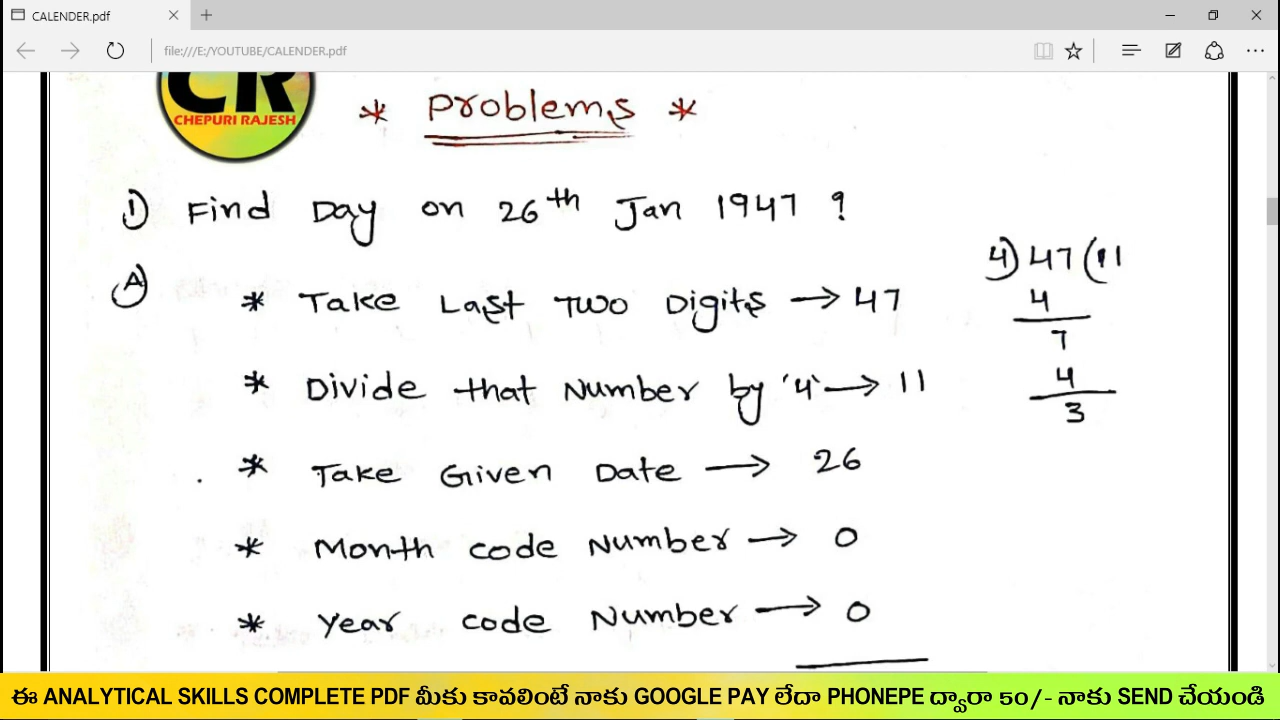 CALENDER.pdf
file:///E:/YOUTUBE/CALENDER.pdf
CR
CHEPURI RAJESH
* Problems *
1) Find Day on 26th Jan 1947 ?
A)
4) 47 (11
* Take Last Two Digits → 47
4
7
* Divide that Number by '4' → 11
4
3
* Take Given Date → 26
* Month code Number → 0
* Year code Number → 0
ఈ ANALYTICAL SKILLS COMPLETE PDF మీకు కావలింటే నాకు GOOGLE PAY లేదా PHONEPE ద్వారా 50/- నాకు SEND చేయండి